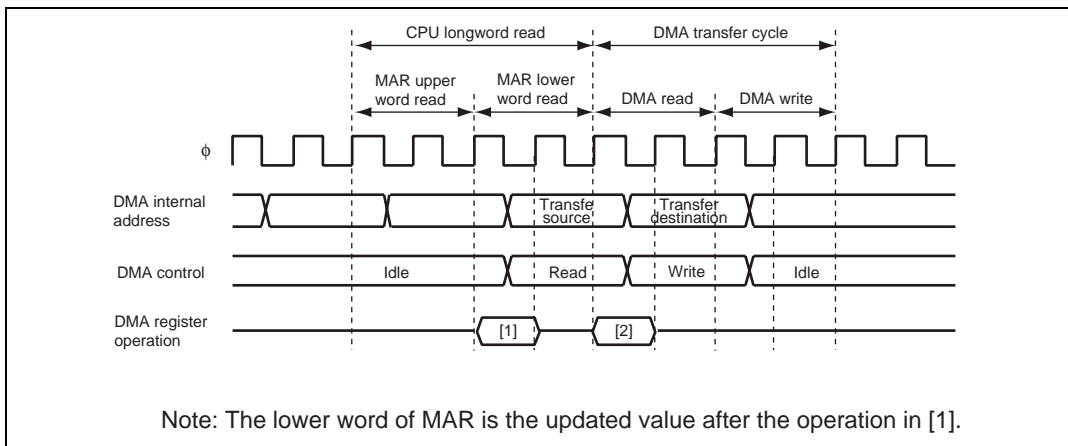 CPU longword read DMA transfer cycle
MAR upper MAR lower
word read word read DMA read DMA write
ϕ
DMA internal Transfe Transfer
address source destination
DMA control Idle Read Write Idle
DMA register
operation [1] [2]
Note: The lower word of MAR is the updated value after the operation in [1].